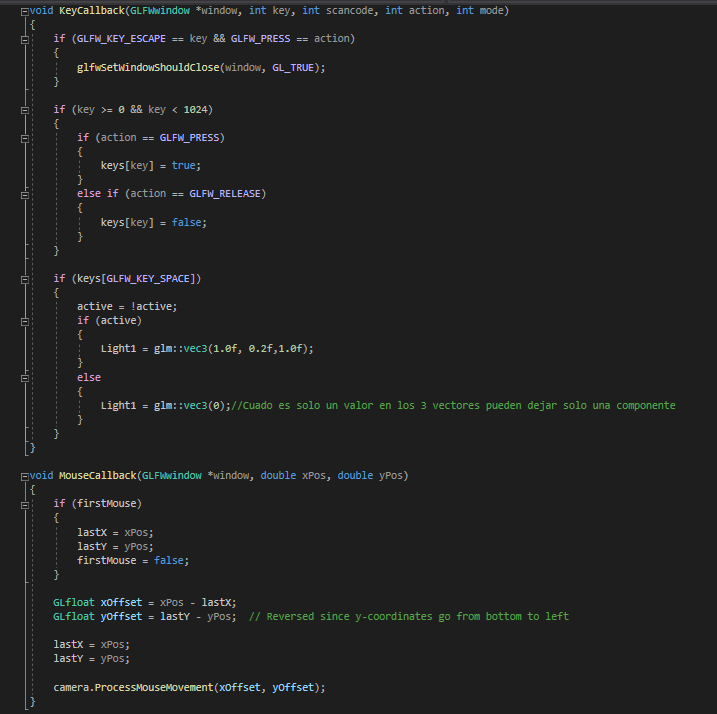 void KeyCallback(GLFWwindow *window, int key, int scancode, int action, int mode)
{
if (GLFW_KEY_ESCAPE == key && GLFW_PRESS == action)
{
glfwSetWindowShouldClose(window, GL_TRUE);
}
if (key >= 0 && key < 1024)
{
if (action == GLFW_PRESS)
{
keys[key] = true;
}
else if (action == GLFW_RELEASE)
{
keys[key] = false;
}
}
if (keys[GLFW_KEY_SPACE])
{
active = !active;
if (active)
{
Light1 = glm::vec3(1.0f, 0.2f,1.0f);
}
else
{
Light1 = glm::vec3(0);//Cuado es solo un valor en los 3 vectores pueden dejar solo una componente
}
}
}
void MouseCallback(GLFWwindow *window, double xPos, double yPos)
{
if (firstMouse)
{
lastX = xPos;
lastY = yPos;
firstMouse = false;
}
GLfloat xOffset = xPos - lastX;
GLfloat yOffset = lastY - yPos;  // Reversed since y-coordinates go from bottom to left
lastX = xPos;
lastY = yPos;
camera.ProcessMouseMovement(xOffset, yOffset);
}